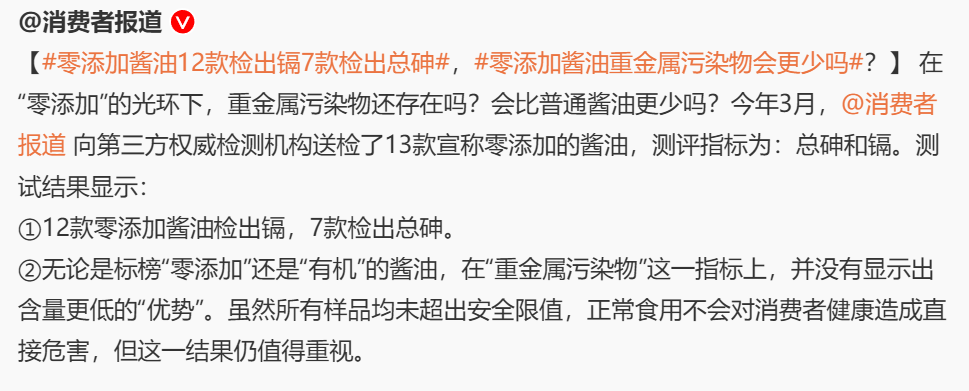 @消费者报道
【#零添加酱油12款检出镉7款检出总砷#，#零添加酱油重金属污染物会更少吗#？】在
“零添加”的光环下，重金属污染物还存在吗？会比普通酱油更少吗？今年3月，@消费者
报道 向第三方权威检测机构送检了13款宣称零添加的酱油，测评指标为：总砷和镉。测
试结果显示：
①12款零添加酱油检出镉，7款检出总砷。
②无论是标榜“零添加”还是“有机”的酱油，在“重金属污染物”这一指标上，并没有显示出
含量更低的“优势”。虽然所有样品均未超出安全限值，正常食用不会对消费者健康造成直
接危害，但这一结果仍值得重视。